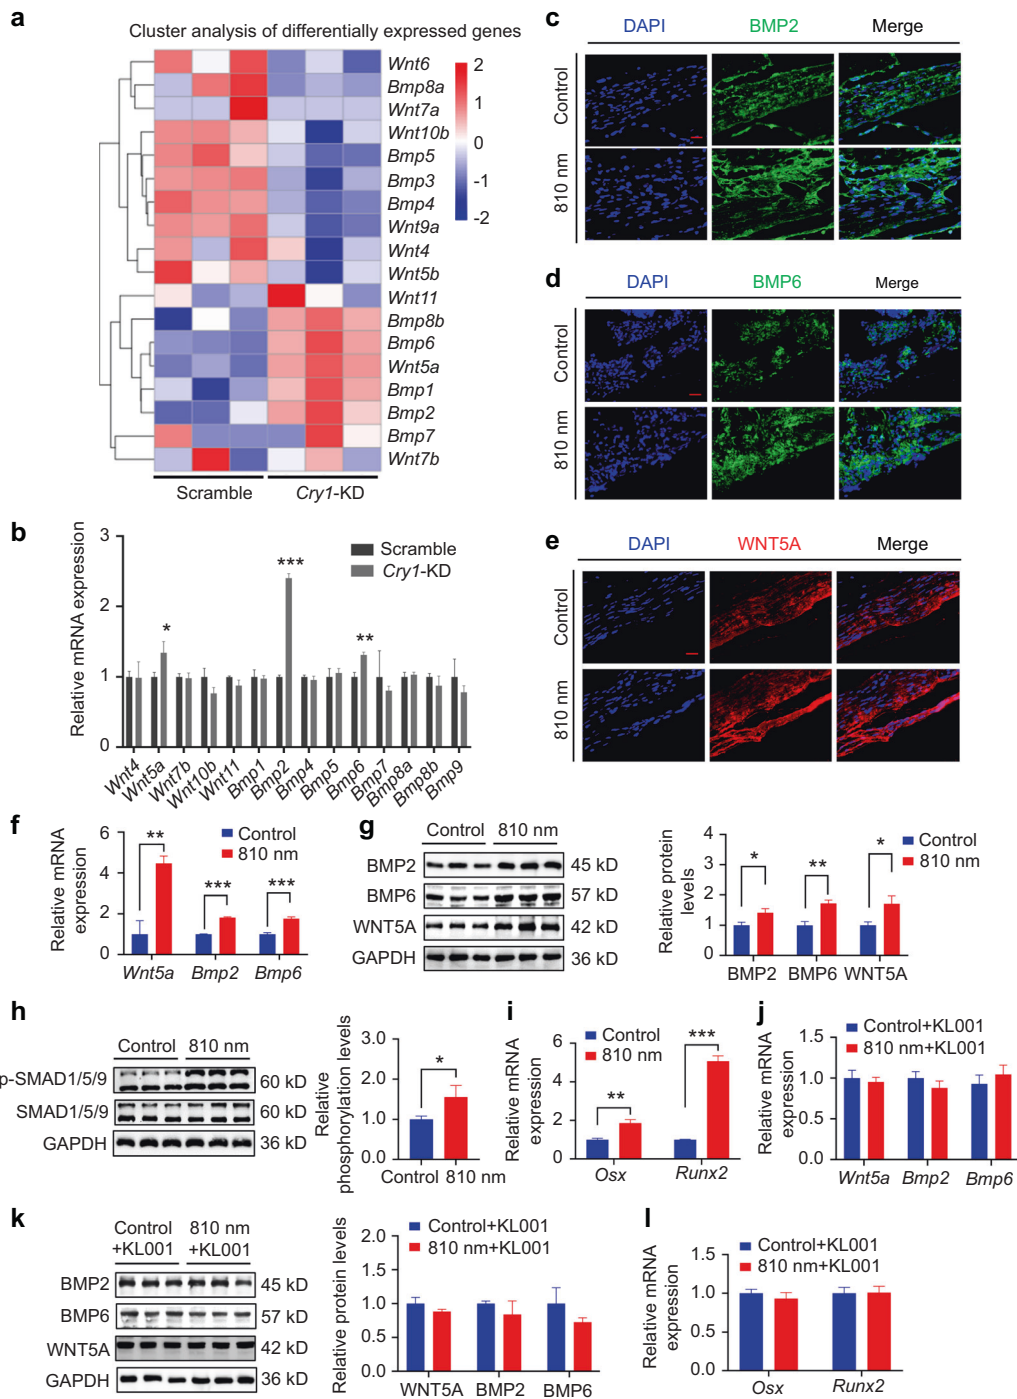 a
Cluster analysis of differentially expressed genes
Wnt6
Bmp8a
Wnt7a
Wnt10b
Bmp5
Bmp3
Bmp4
Wnt9a
Wnt4
Wnt5b
Wnt11
Bmp8b
Bmp6
Wnt5a
Bmp1
Bmp2
Bmp7
Wnt7b
2
1
0
-1
-2
Scramble Cry1-KD
b
Relative mRNA expression
3
2
1
0
Scramble
Cry1-KD
* *** **
Wnt4 Wnt5a Wnt7b Wnt10b Wnt11 Bmp1 Bmp2 Bmp4 Bmp5 Bmp6 Bmp7 Bmp8a Bmp8b Bmp9
c
DAPI BMP2 Merge
Control
810 nm
d
DAPI BMP6 Merge
Control
810 nm
e
DAPI WNT5A Merge
Control
810 nm
f
Relative mRNA
expression
6
4
2
0
Control
810 nm
** *** ***
Wnt5a Bmp2 Bmp6
g
Control 810 nm
BMP2 45 kD
BMP6 57 kD
WNT5A 42 kD
GAPDH 36 kD
Relative protein
levels
4
3
2
1
0
Control
810 nm
* ** *
BMP2 BMP6 WNT5A
h
Control 810 nm
p-SMAD1/5/9 60 kD
SMAD1/5/9 60 kD
GAPDH 36 kD
Relative
phosphorylation levels
3.0
2.0
1.0
0.0
*
Control 810 nm
i
Relative mRNA
expression
6
4
2
0
Control
810 nm
** ***
Osx Runx2
j
Relative mRNA
expression
1.5
1.0
0.5
0.0
Control+KL001
810 nm+KL001
Wnt5a Bmp2 Bmp6
k
Control
+KL001
810 nm
+KL001
BMP2 45 kD
BMP6 57 kD
WNT5A 42 kD
GAPDH 36 kD
Relative protein levels
2.0
1.5
1.0
0.5
0.0
Control+KL001
810 nm+KL001
WNT5A BMP2 BMP6
l
Relative mRNA
expression
1.5
1.0
0.5
0.0
Control+KL001
810 nm+KL001
Osx Runx2